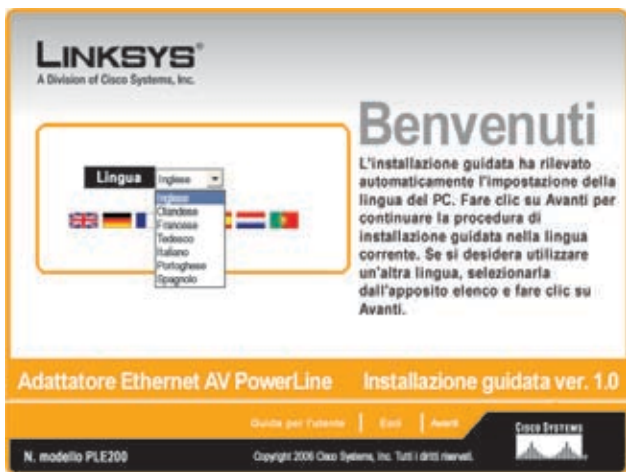 LINKSYS®
A Division of Cisco Systems, Inc.
Benvenuti
L'installazione guidata ha rilevato
automaticamente l'impostazione della
lingua del PC. Fare clic su Avanti per
continuare la procedura di
installazione guidata nella lingua
corrente. Se si desidera utilizzare
un'altra lingua, selezionarla
dall'apposito elenco e fare clic su
Avanti.
Lingua Inglese
Inglese
Olandese
Francese
Tedesco
Italiano
Portoghese
Spagnolo
Adattatore Ethernet AV PowerLine Installazione guidata ver. 1.0
Guida per l'utente Esci Avanti
CISCO SYSTEMS
N. modello PLE200 Copyright 2006 Cisco Systems, Inc. Tutti i diritti riservati.